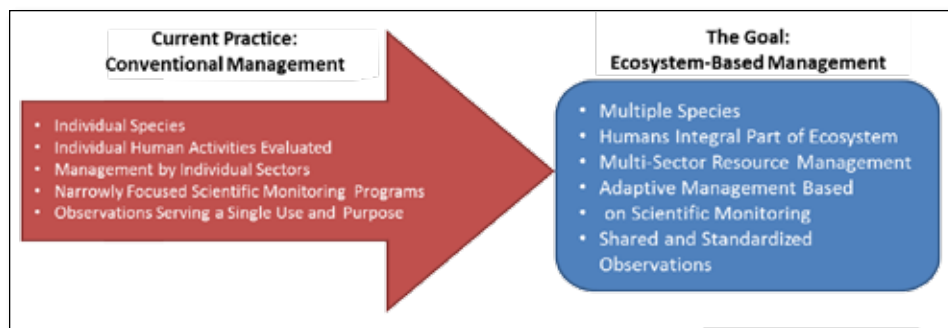 Current Practice:
Conventional Management
• Individual Species
• Individual Human Activities Evaluated
• Management by Individual Sectors
• Narrowly Focused Scientific Monitoring Programs
• Observations Serving a Single Use and Purpose
The Goal:
Ecosystem-Based Management
• Multiple Species
• Humans Integral Part of Ecosystem
• Multi-Sector Resource Management
• Adaptive Management Based
• on Scientific Monitoring
• Shared and Standardized
Observations